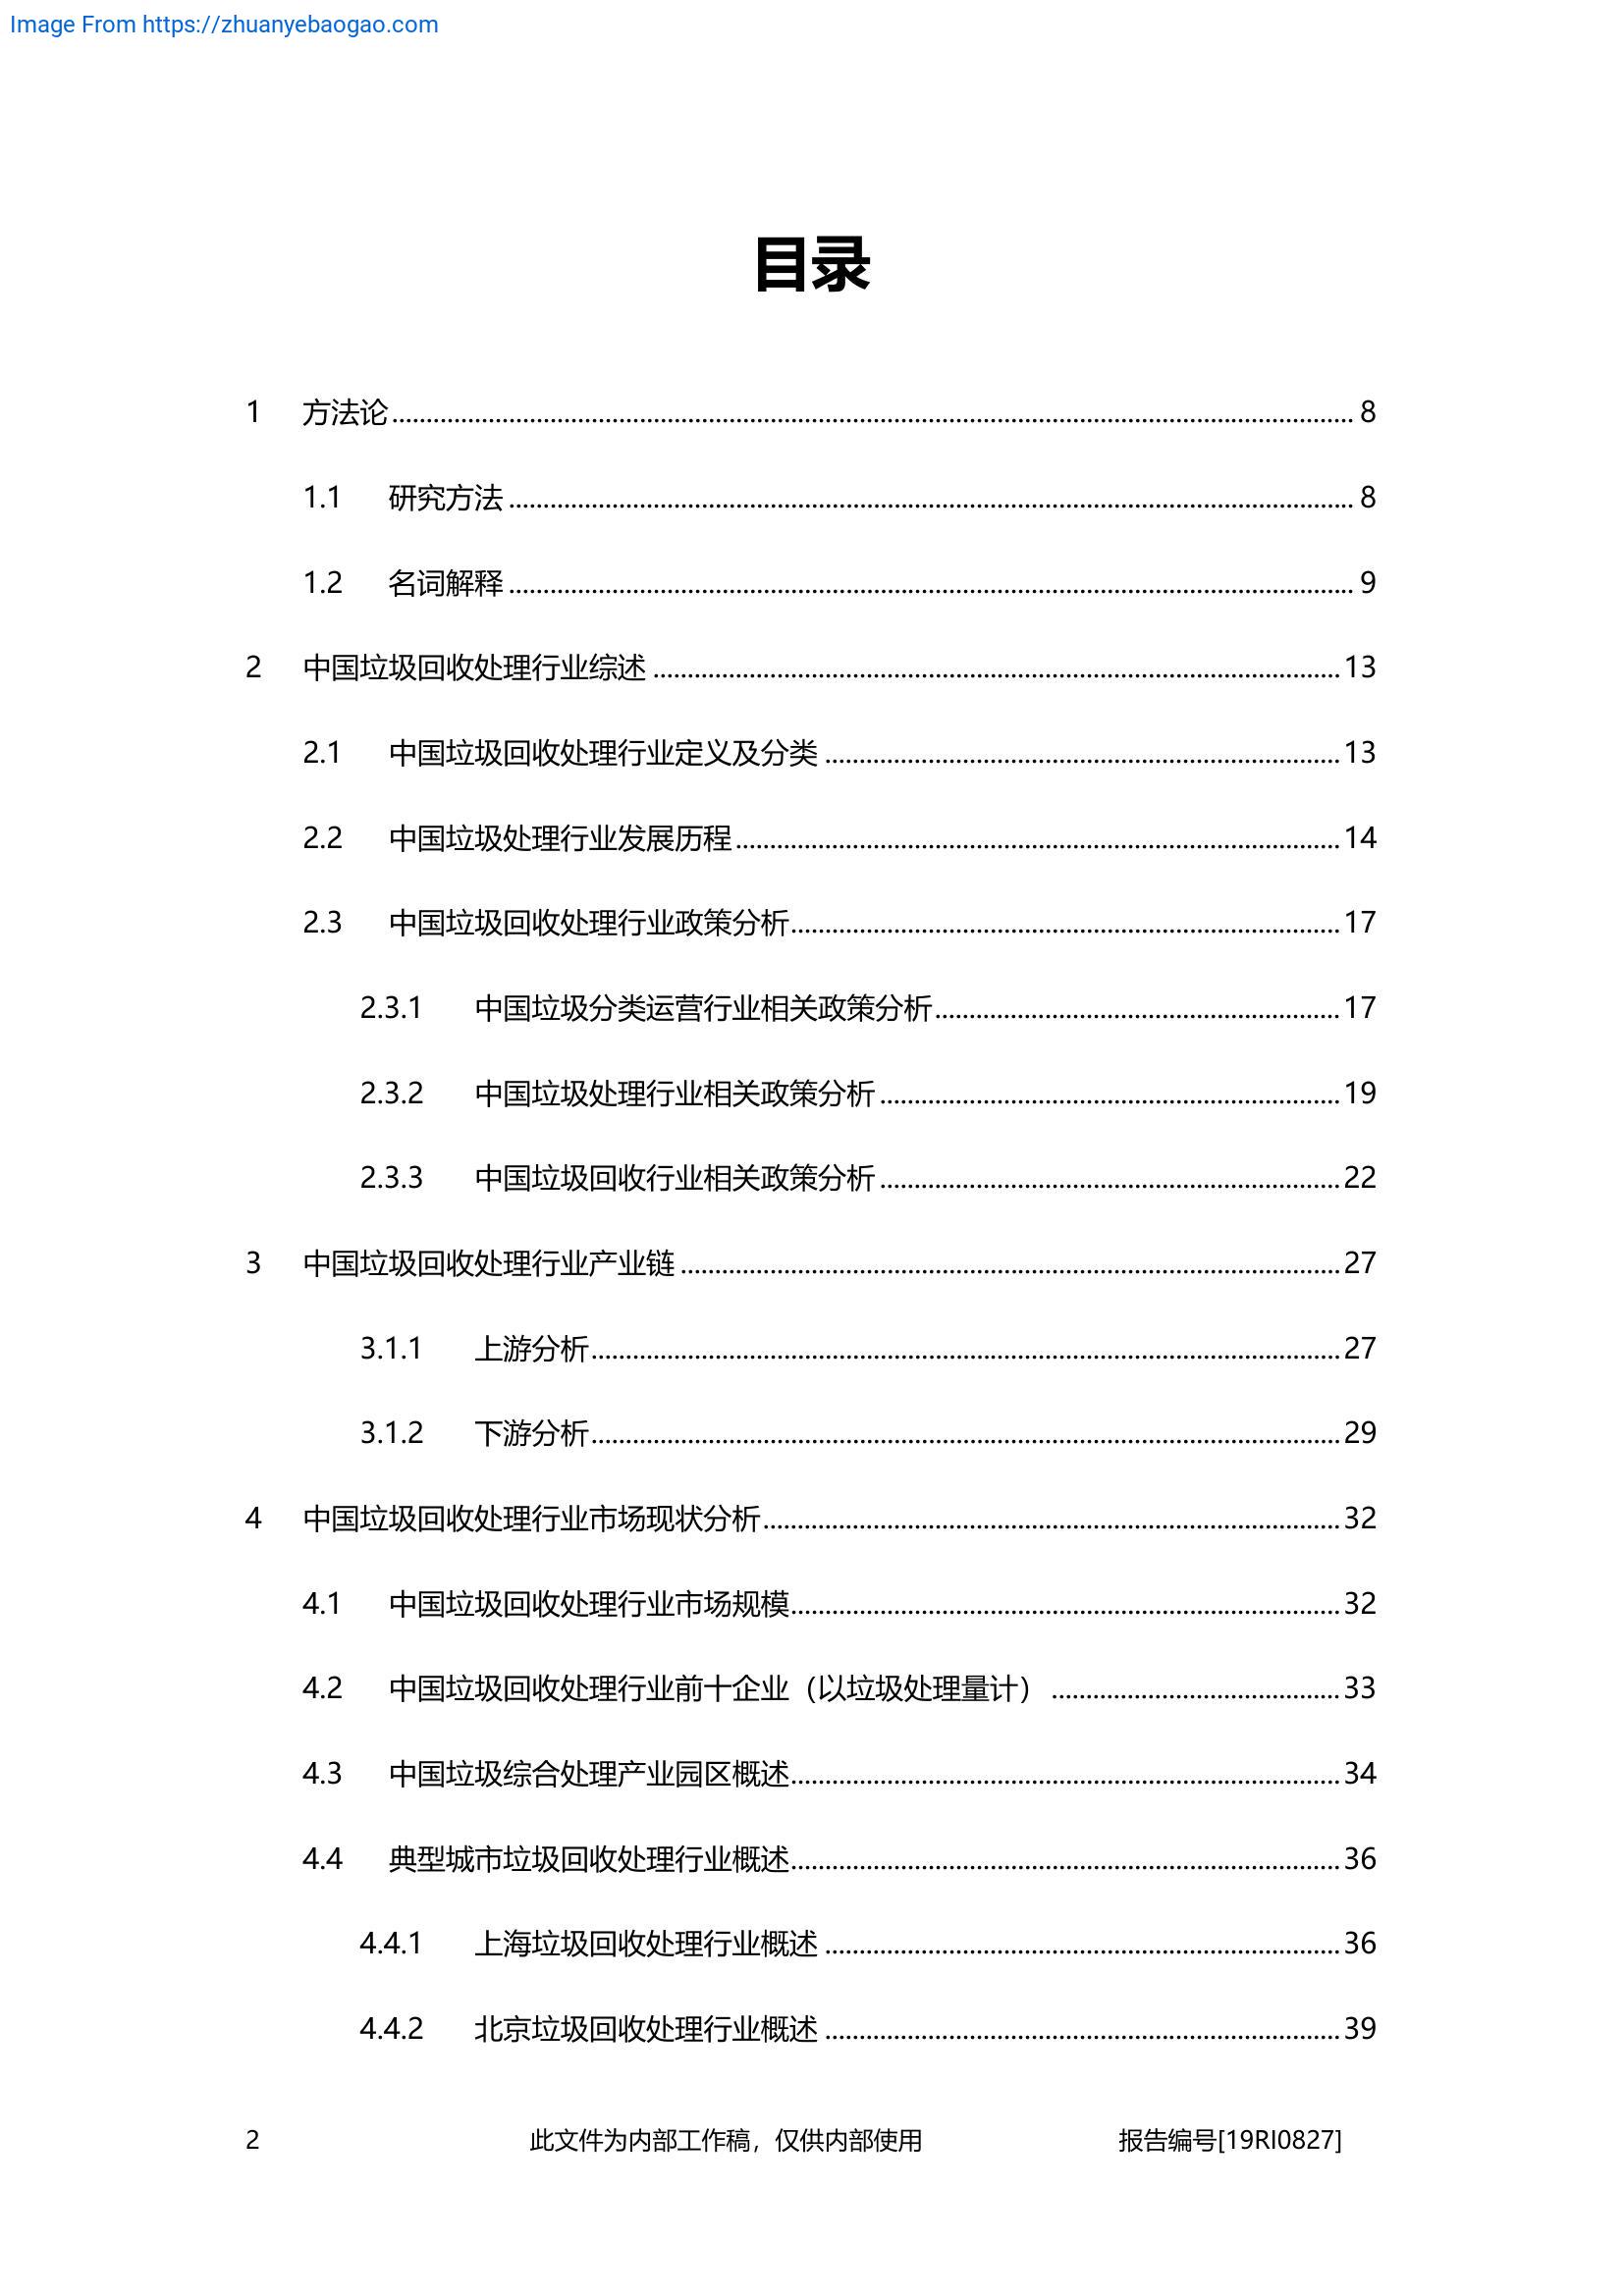 Image From https://zhuanyebaogao.com
目录
1 方法论 8
1.1 研究方法 8
1.2 名词解释 9
2 中国垃圾回收处理行业综述 13
2.1 中国垃圾回收处理行业定义及分类 13
2.2 中国垃圾处理行业发展历程 14
2.3 中国垃圾回收处理行业政策分析 17
2.3.1 中国垃圾分类运营行业相关政策分析 17
2.3.2 中国垃圾处理行业相关政策分析 19
2.3.3 中国垃圾回收行业相关政策分析 22
3 中国垃圾回收处理行业产业链 27
3.1.1 上游分析 27
3.1.2 下游分析 29
4 中国垃圾回收处理行业市场现状分析 32
4.1 中国垃圾回收处理行业市场规模 32
4.2 中国垃圾回收处理行业前十企业（以垃圾处理量计） 33
4.3 中国垃圾综合处理产业园区概述 34
4.4 典型城市垃圾回收处理行业概述 36
4.4.1 上海垃圾回收处理行业概述 36
4.4.2 北京垃圾回收处理行业概述 39
2 此文件为内部工作稿，仅供内部使用 报告编号[19RI0827]